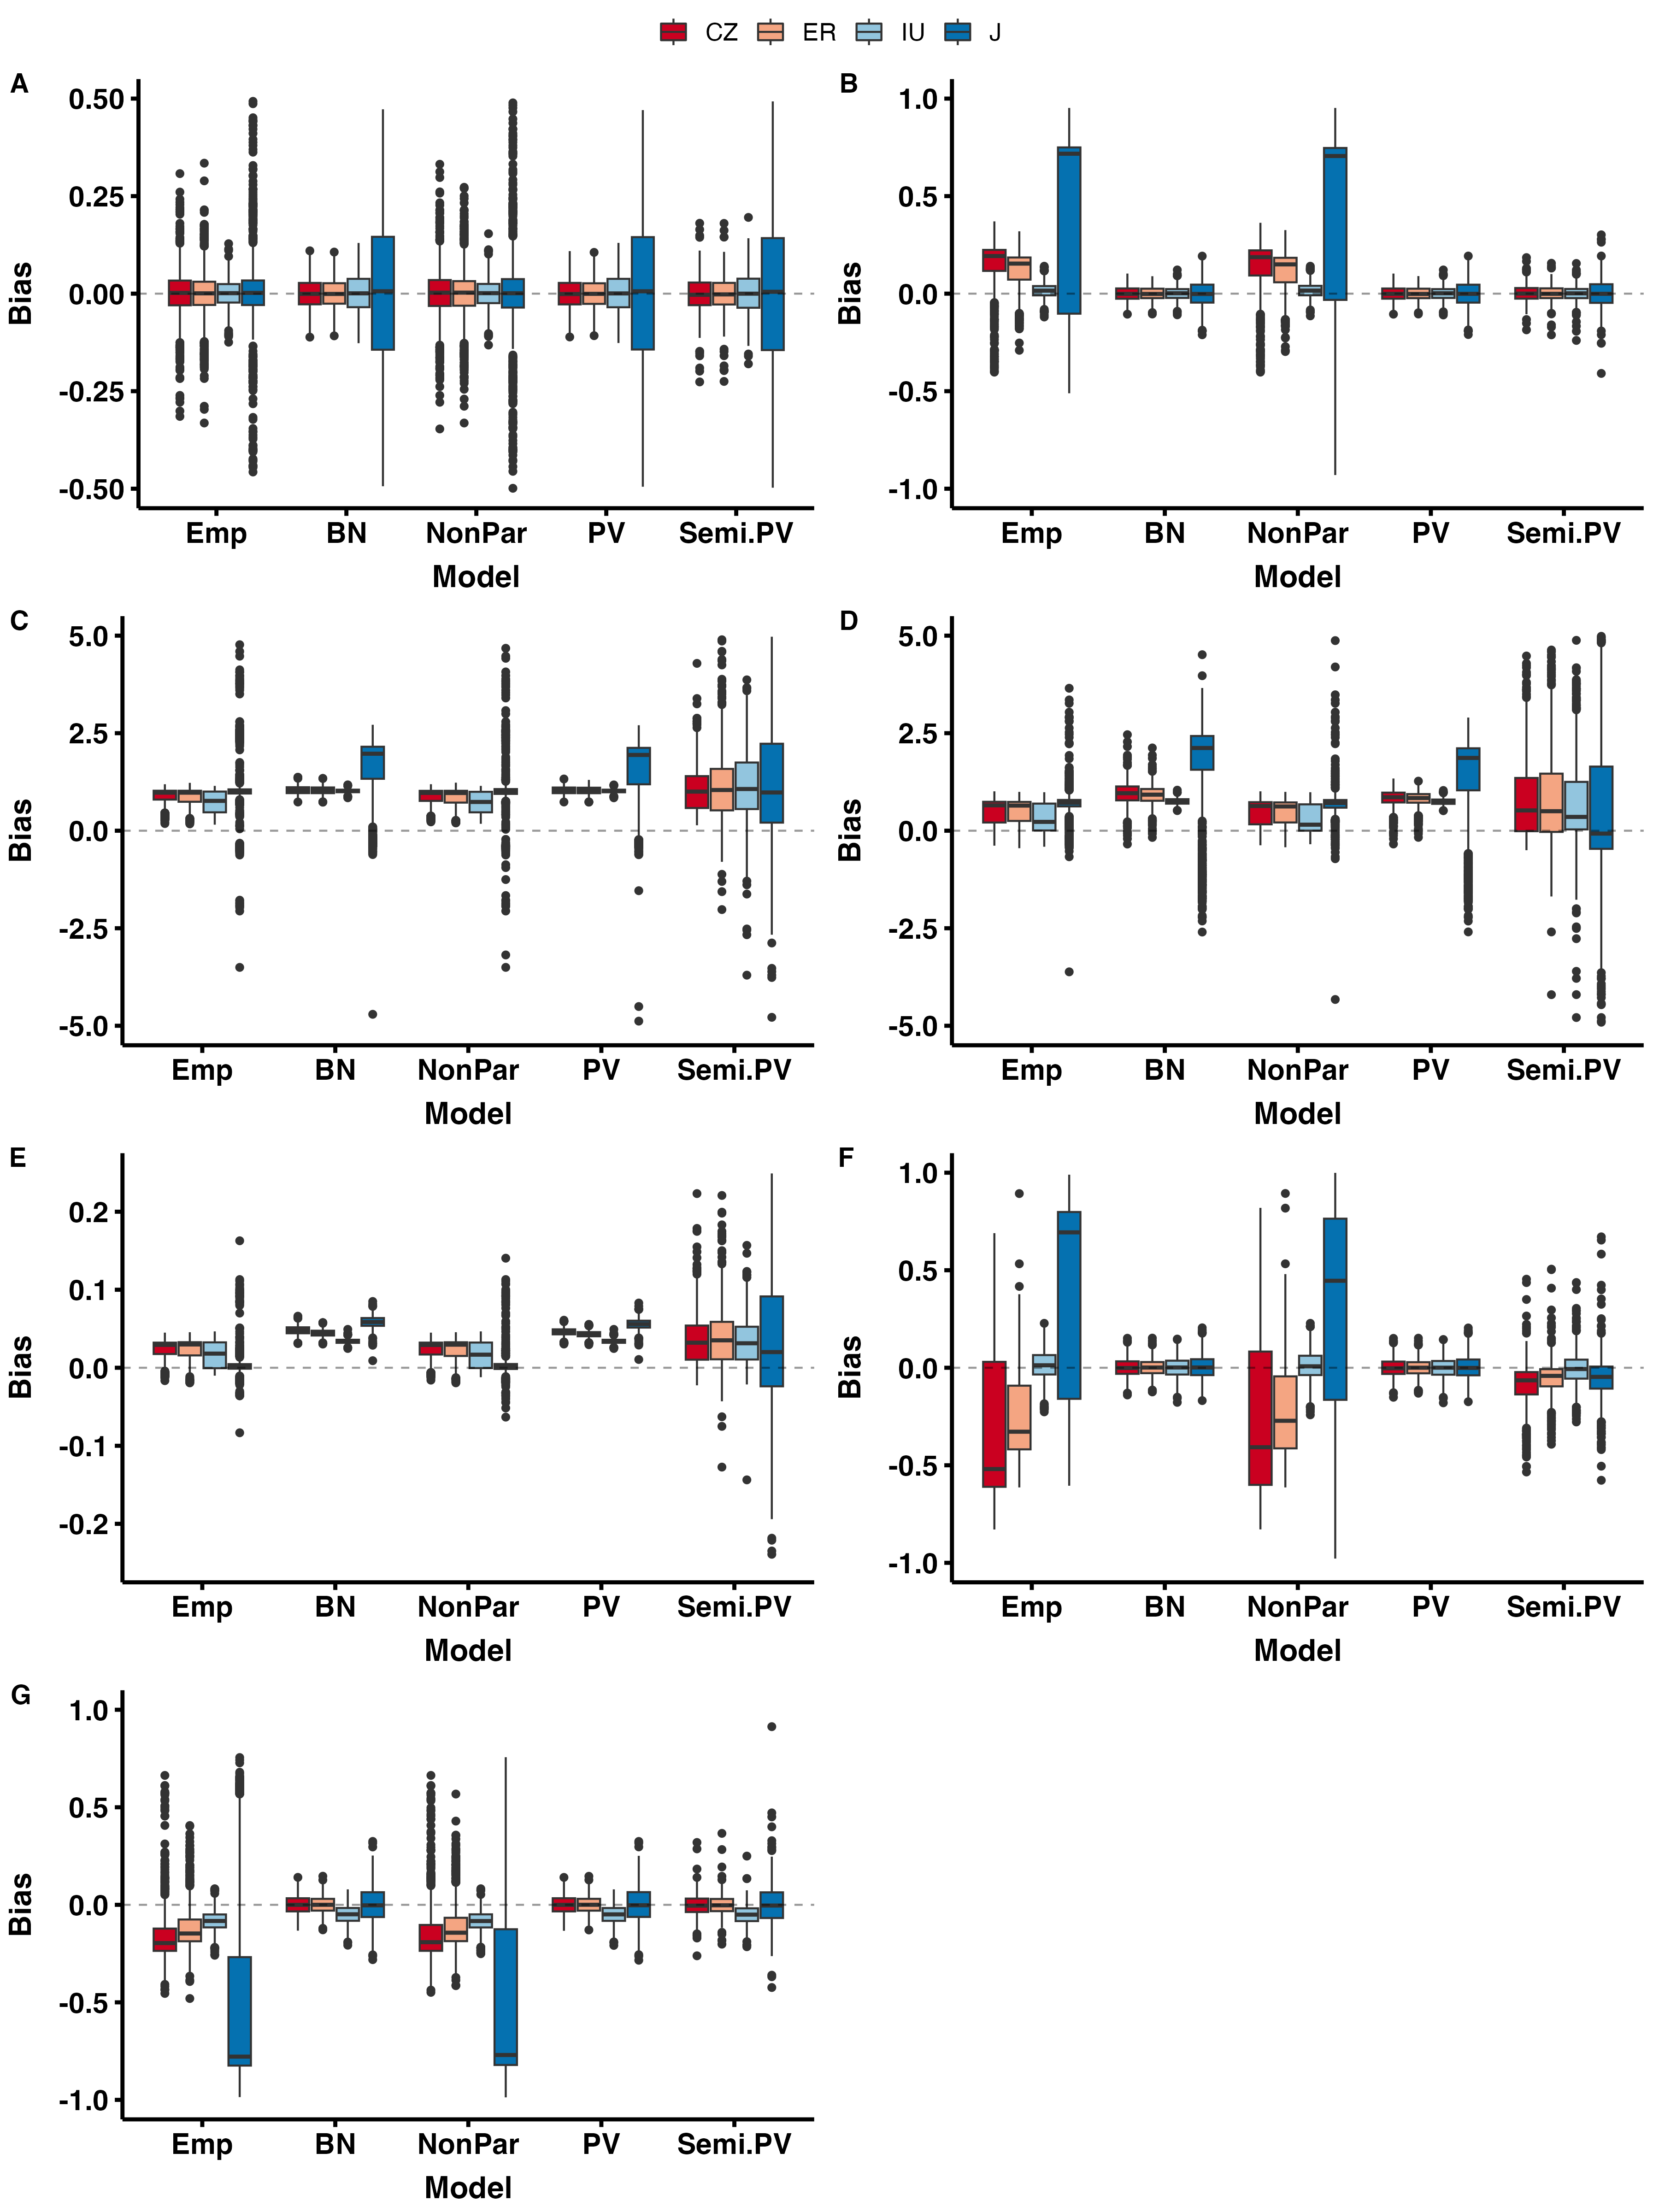 CZ ER IU J
A
0.50
0.25
0.00
-0.25
-0.50
Bias
Emp BN NonPar PV Semi.PV
Model
B
1.0
0.5
0.0
-0.5
-1.0
Bias
Emp BN NonPar PV Semi.PV
Model
C
5.0
2.5
0.0
-2.5
-5.0
Bias
Emp BN NonPar PV Semi.PV
Model
D
5.0
2.5
0.0
-2.5
-5.0
Bias
Emp BN NonPar PV Semi.PV
Model
E
0.2
0.1
0.0
-0.1
-0.2
Bias
Emp BN NonPar PV Semi.PV
Model
F
1.0
0.5
0.0
-0.5
-1.0
Bias
Emp BN NonPar PV Semi.PV
Model
G
1.0
0.5
0.0
-0.5
-1.0
Bias
Emp BN NonPar PV Semi.PV
Model